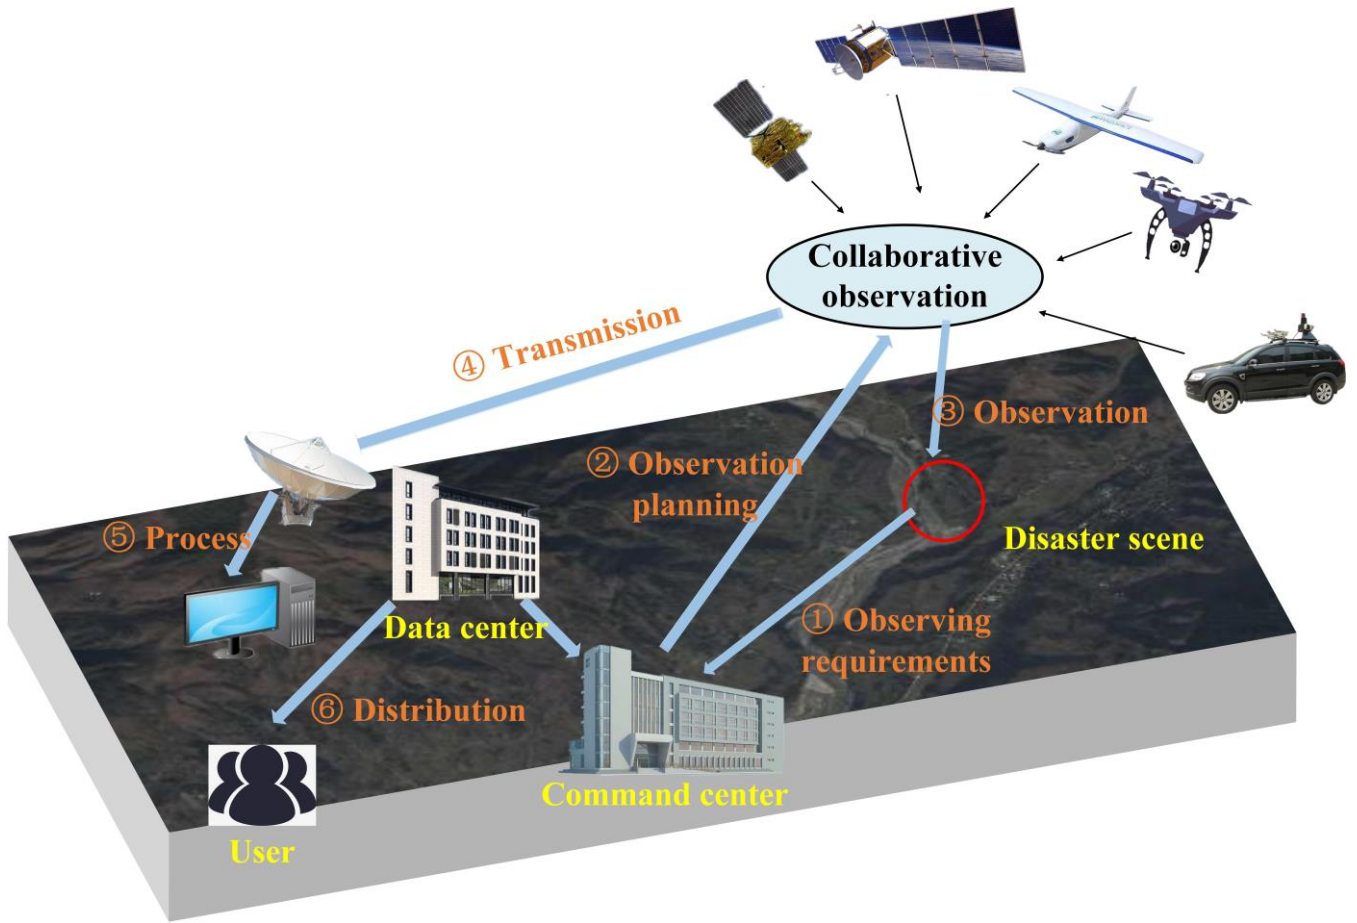 Collaborative
observation
④ Transmission
③ Observation
② Observation
planning
⑤ Process
Disaster scene
Data center
① Observing
requirements
⑥ Distribution
Command center
User